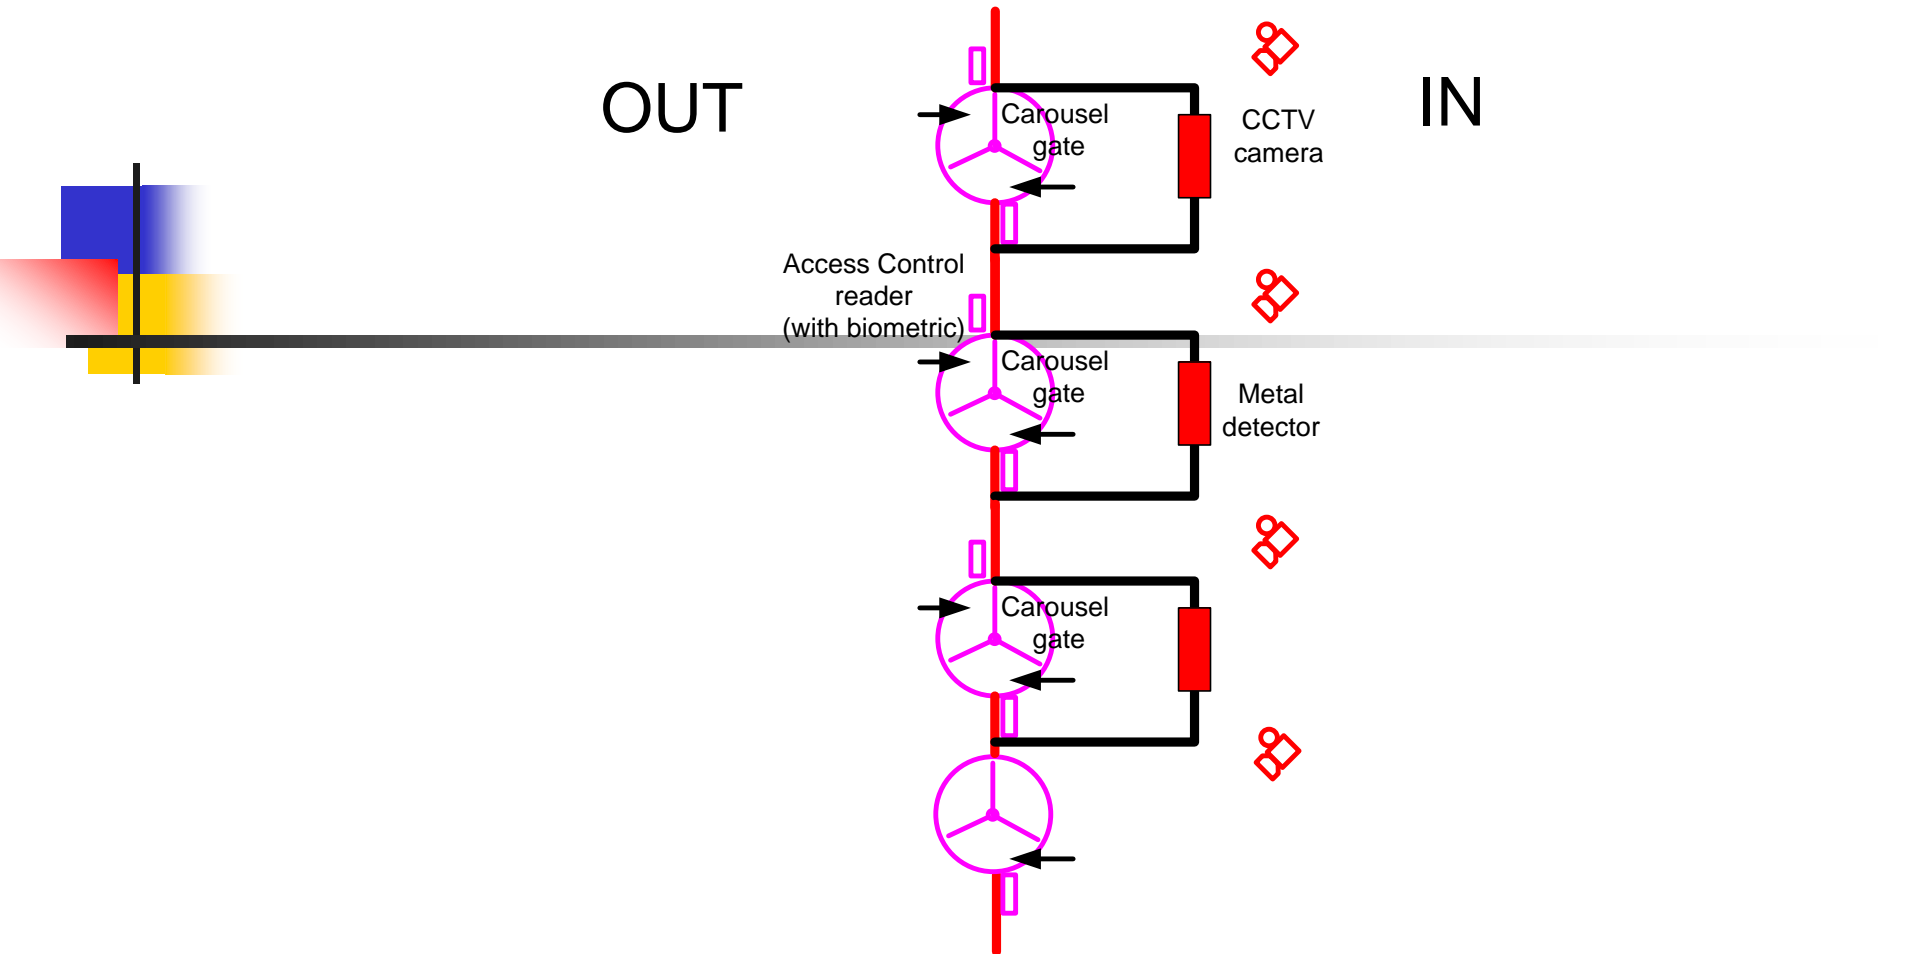 OUT
IN
Carousel
gate
CCTV
camera
Access Control
reader
(with biometric)
Carousel
gate
Metal
detector
Carousel
gate